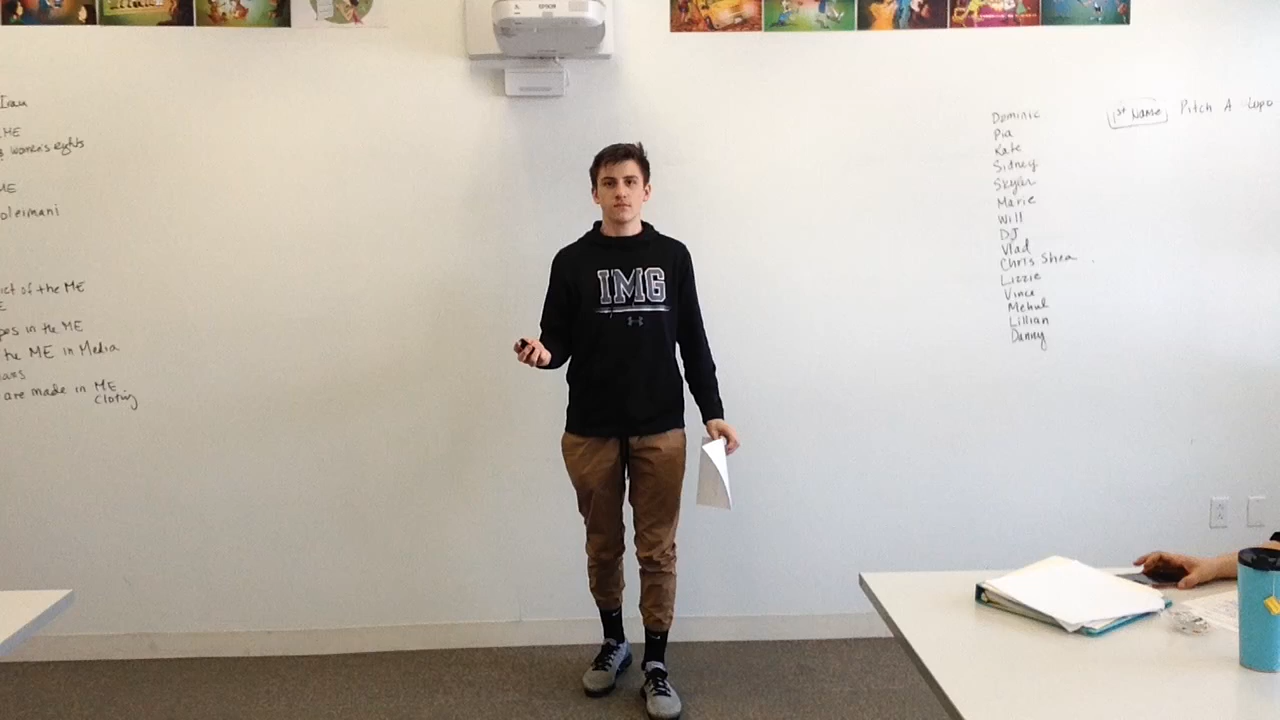 EPSON
Iran
ME
Women's rights
ME
oleimani
ict of the ME
E
pes in the ME
the ME in Media
are made in ME
IMG
Dominic
Pia
Kate
Sidney
Skyler
Marie
Will
DJ
Vlad
Chris Shea
Lizzie
Vince
Mehul
Lillian
Danny
1st Name Pitch A